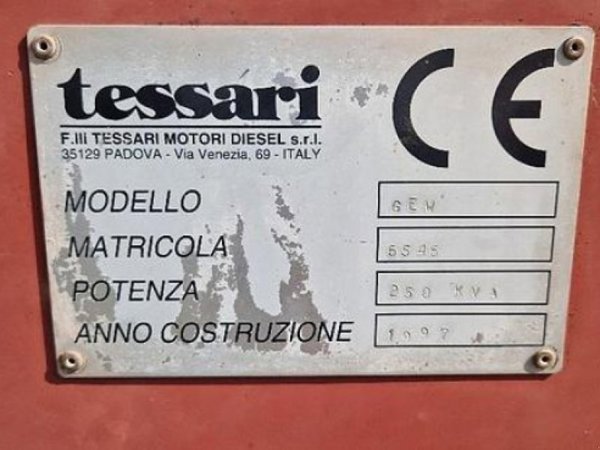 tessari
CE
F.lli TESSARI MOTORI DIESEL s.r.l.
35129 PADOVA - Via Venezia, 69 - ITALY
MODELLO GEN
MATRICOLA 6545
POTENZA 250 KVA
ANNO COSTRUZIONE 1997